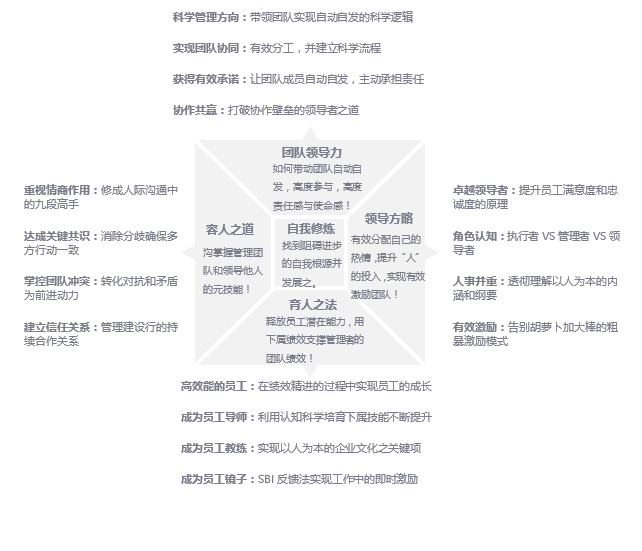 科学管理方向：带领团队实现自动自发的科学逻辑
实现团队协同：有效分工，并建立科学流程
获得有效承诺：让团队成员自动自发，主动承担责任
协作共赢：打破协作壁垒的领导者之道
团队领导力
如何带动团队自动自
发，高度参与，高度
责任感与使命感！
重视情商作用：修成人际沟通中
的九段高手
达成关键共识：消除分歧确保多
方行动一致
掌控团队冲突：转化对抗和矛盾
为前进动力
建立信任关系：管理建设行的持
续合作关系
容人之道
沟掌握管理团
队和领导他人
的元技能！
自我修炼
找到阻碍进步
的自我根源并
发展之。
领导方略
有效分配自己的
热情，提升“人”
的投入，实现有效
激励团队！
卓越领导者：提升员工满意度和忠
诚度的原理
角色认知：执行者 VS 管理者 VS 领
导者
人事并重：透彻理解以人为本的内
涵和纲要
有效激励：告别胡萝卜加大棒的粗
暴激励模式
育人之法
释放员工潜在能力，用
下属绩效支撑管理者的
团队绩效！
高效能的员工：在绩效精进的过程中实现员工的成长
成为员工导师：利用认知科学培育下属技能不断提升
成为员工教练：实现以人为本的企业文化之关键项
成为员工镜子：SBI 反馈法实现工作中的即时激励